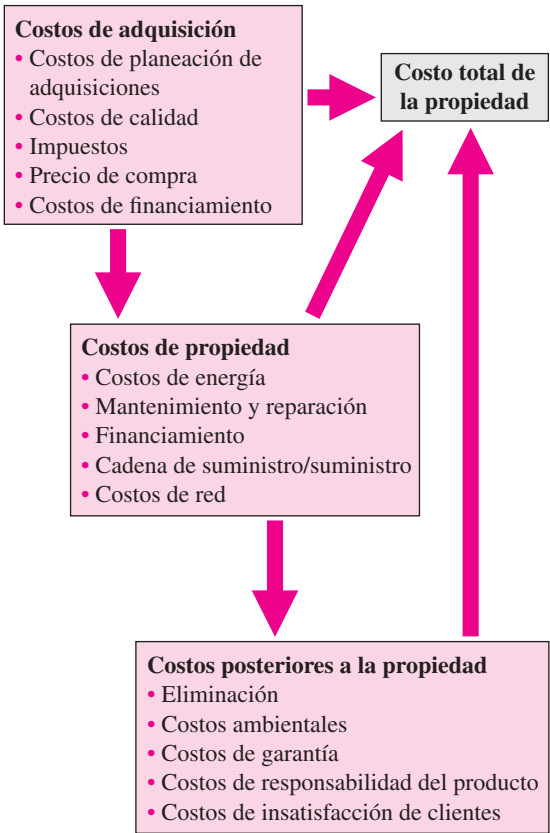 Costos de adquisición
• Costos de planeación de
adquisiciones
• Costos de calidad
• Impuestos
• Precio de compra
• Costos de financiamiento
Costo total de
la propiedad
Costos de propiedad
• Costos de energía
• Mantenimiento y reparación
• Financiamiento
• Cadena de suministro/suministro
• Costos de red
Costos posteriores a la propiedad
• Eliminación
• Costos ambientales
• Costos de garantía
• Costos de responsabilidad del producto
• Costos de insatisfacción de clientes